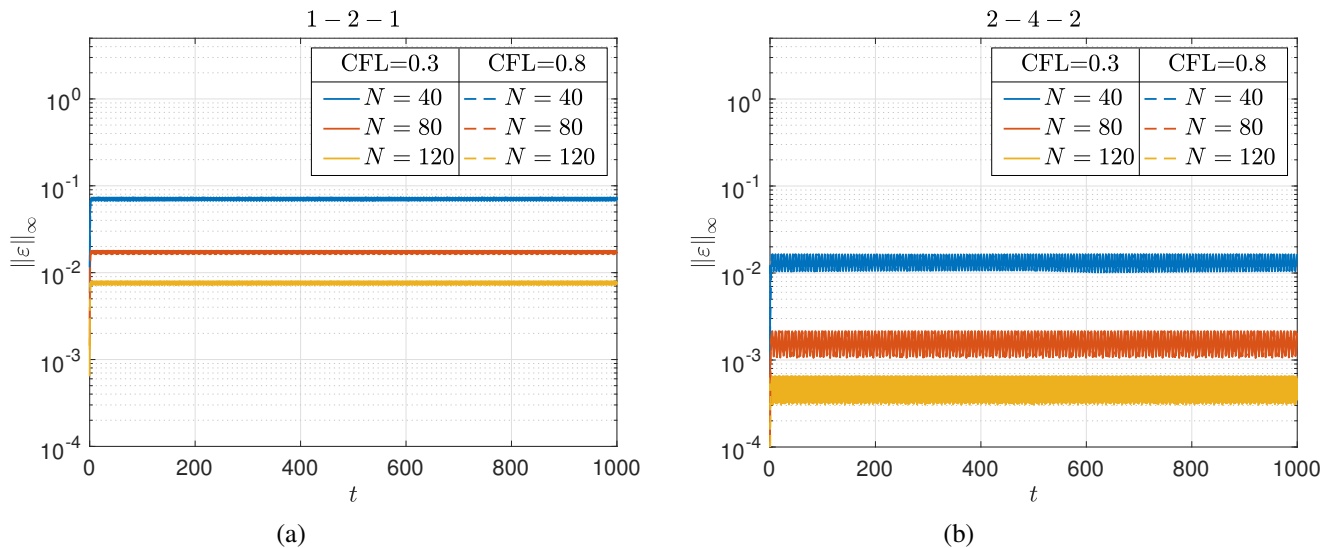 1 − 2 − 1
CFL=0.3 CFL=0.8
N = 40 N = 40
N = 80 N = 80
N = 120 N = 120
10^0
10^-1
10^-2
10^-3
10^-4
‖ε‖∞
0 200 400 600 800 1000
t
(a)
2 − 4 − 2
CFL=0.3 CFL=0.8
N = 40 N = 40
N = 80 N = 80
N = 120 N = 120
10^0
10^-1
10^-2
10^-3
10^-4
‖ε‖∞
0 200 400 600 800 1000
t
(b)